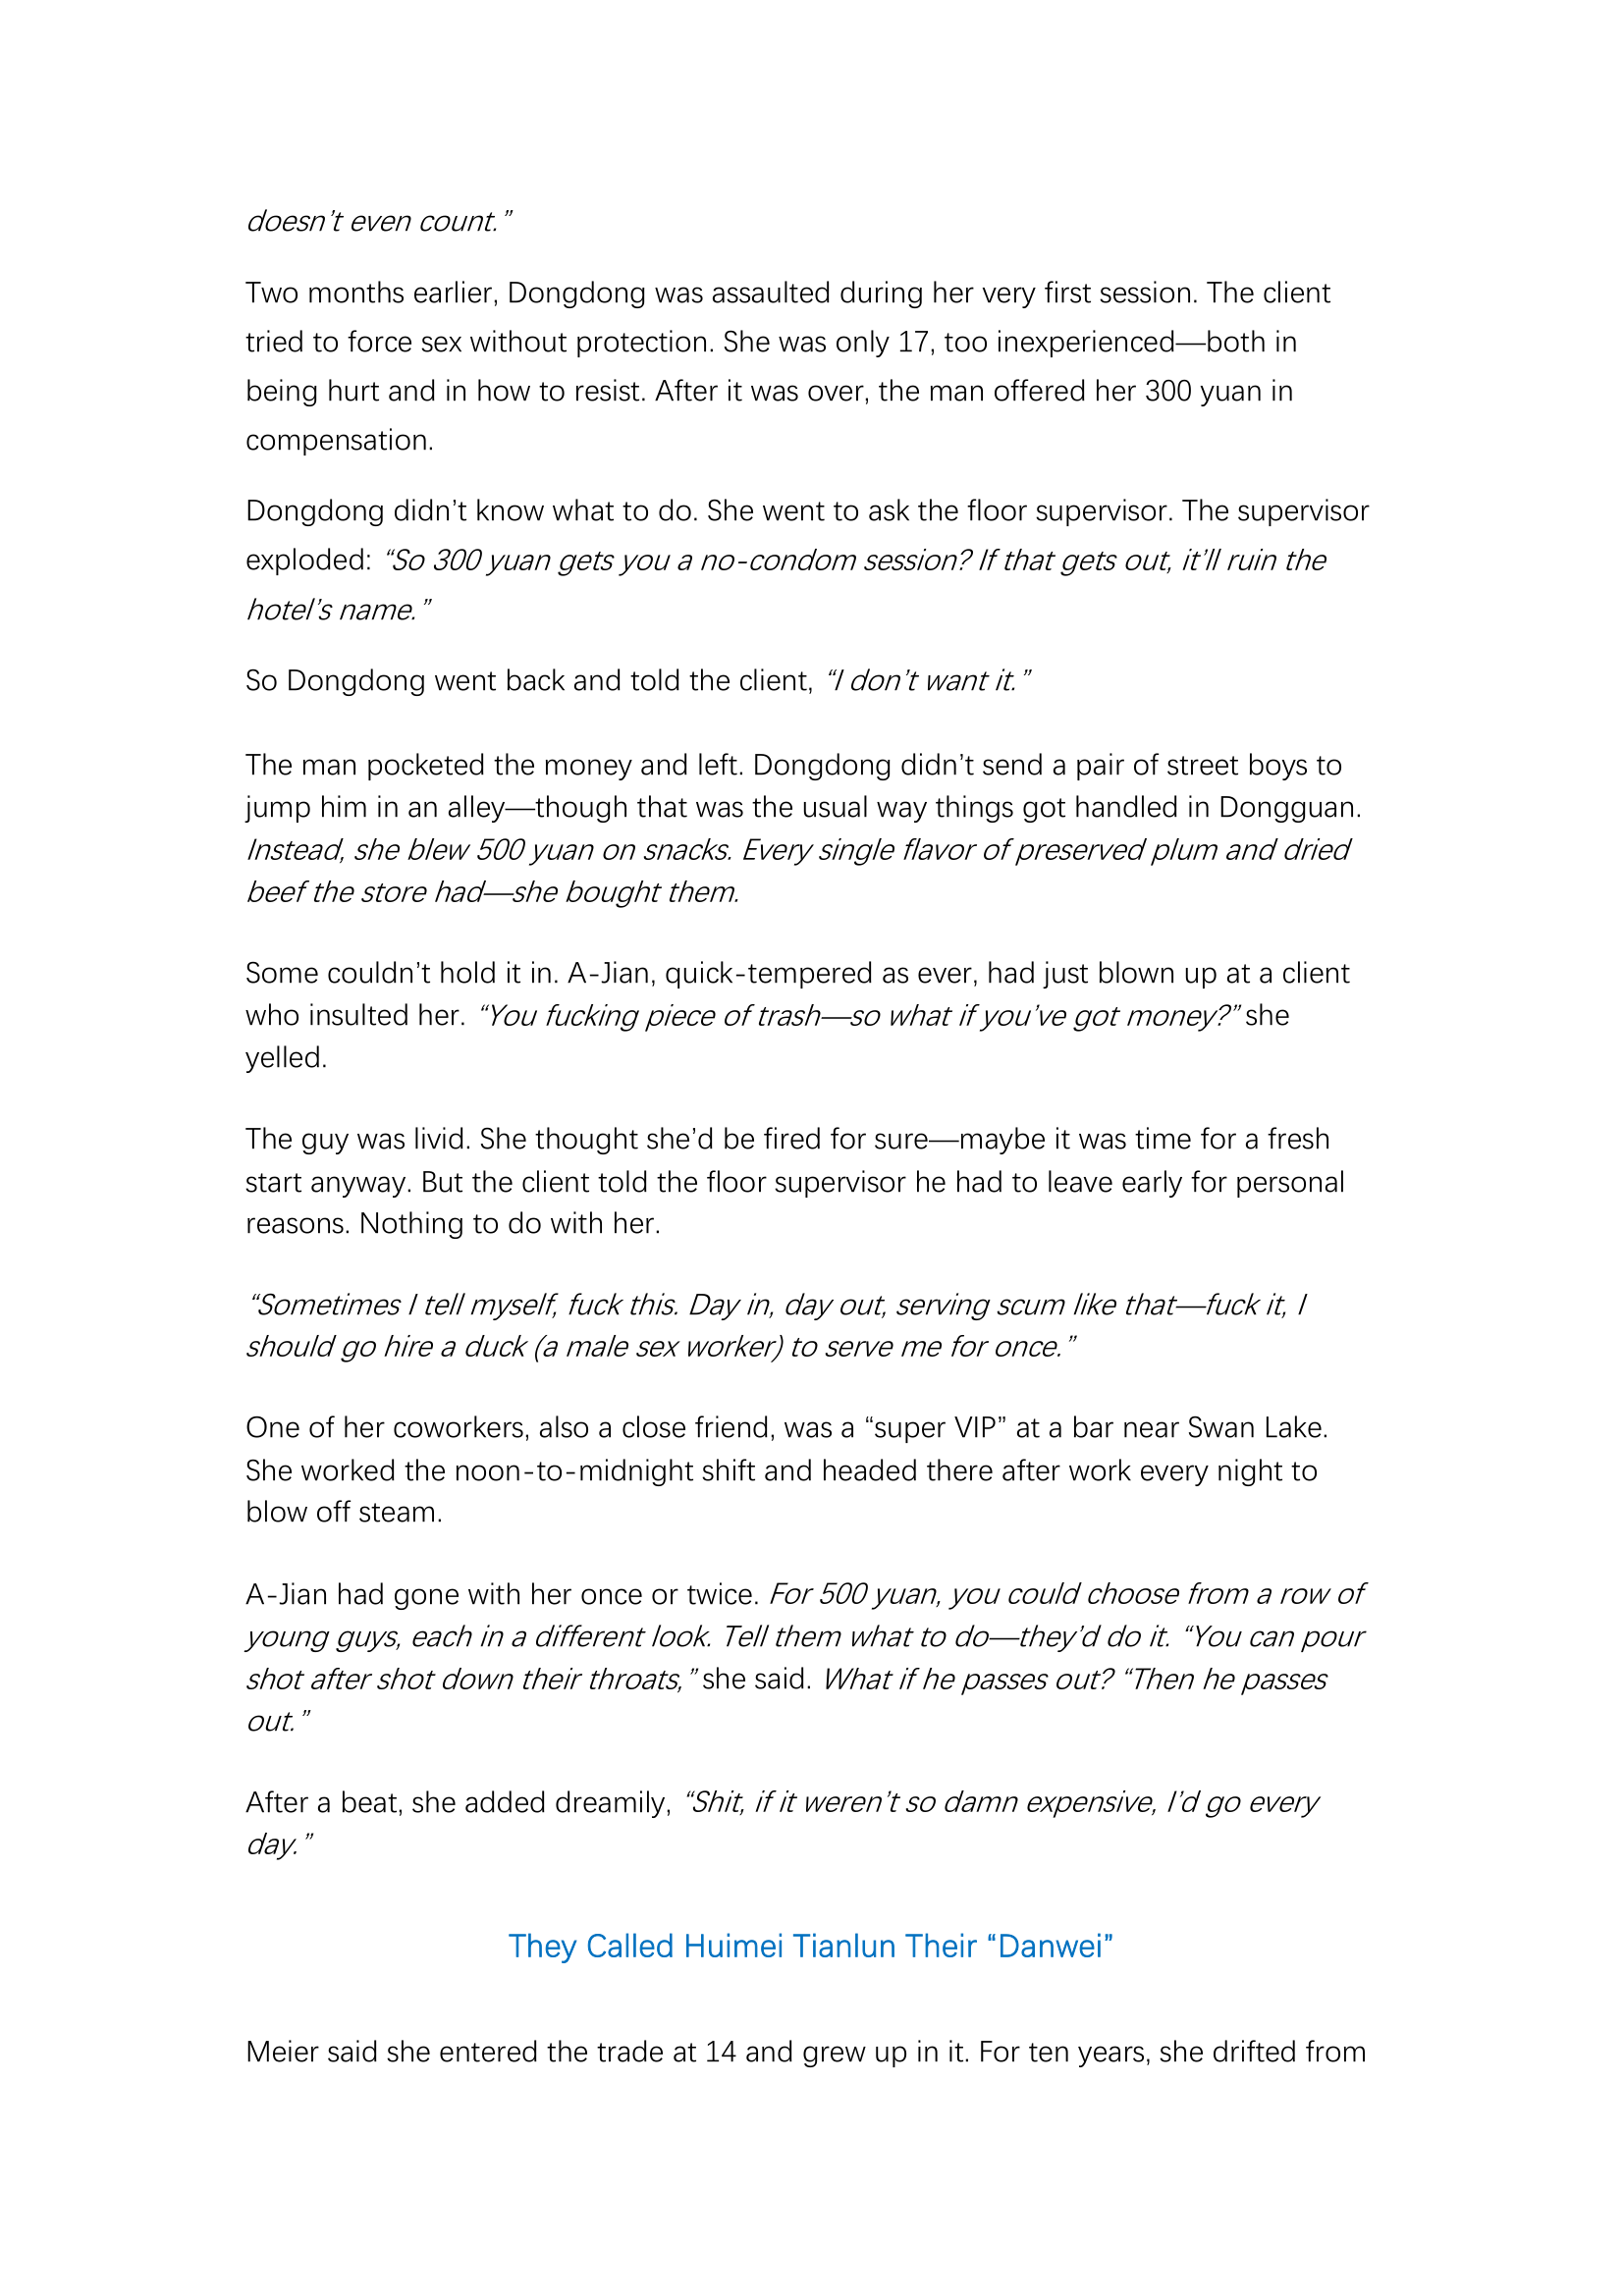 doesn’t even count.”
Two months earlier, Dongdong was assaulted during her very first session. The client
tried to force sex without protection. She was only 17, too inexperienced—both in
being hurt and in how to resist. After it was over, the man offered her 300 yuan in
compensation.
Dongdong didn’t know what to do. She went to ask the floor supervisor. The supervisor
exploded: “So 300 yuan gets you a no-condom session? If that gets out, it’ll ruin the
hotel’s name.”
So Dongdong went back and told the client, “I don’t want it.”
The man pocketed the money and left. Dongdong didn’t send a pair of street boys to
jump him in an alley—though that was the usual way things got handled in Dongguan.
Instead, she blew 500 yuan on snacks. Every single flavor of preserved plum and dried
beef the store had—she bought them.
Some couldn’t hold it in. A-Jian, quick-tempered as ever, had just blown up at a client
who insulted her. “You fucking piece of trash—so what if you’ve got money?” she
yelled.
The guy was livid. She thought she’d be fired for sure—maybe it was time for a fresh
start anyway. But the client told the floor supervisor he had to leave early for personal
reasons. Nothing to do with her.
“Sometimes I tell myself, fuck this. Day in, day out, serving scum like that—fuck it, I
should go hire a duck (a male sex worker) to serve me for once.”
One of her coworkers, also a close friend, was a “super VIP” at a bar near Swan Lake.
She worked the noon-to-midnight shift and headed there after work every night to
blow off steam.
A-Jian had gone with her once or twice. For 500 yuan, you could choose from a row of
young guys, each in a different look. Tell them what to do—they’d do it. “You can pour
shot after shot down their throats,” she said. What if he passes out? “Then he passes
out.”
After a beat, she added dreamily, “Shit, if it weren’t so damn expensive, I’d go every
day.”
They Called Huimei Tianlun Their “Danwei”
Meier said she entered the trade at 14 and grew up in it. For ten years, she drifted from